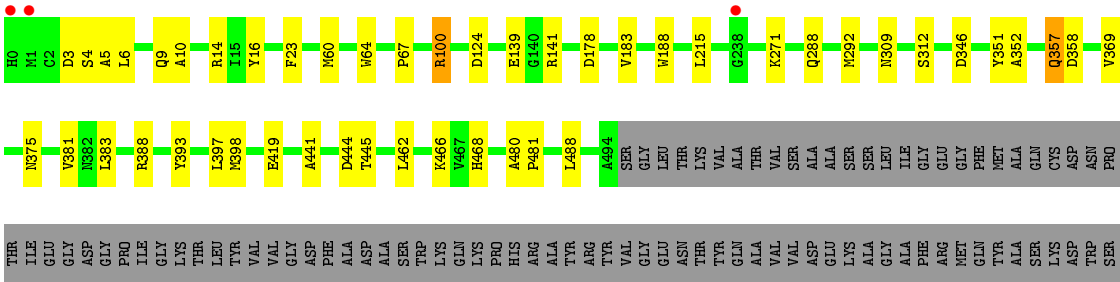 H0 M1 C2 D3 S4 A5 L6 Q9 A10 R14 I15 Y16 F23 M60 W64 P67 R100 D124 E139 G140 R141 D178 V183 W188 L215 G238 K271 Q288 M292 N309 S312 D346 Y351 A352 Q357 D358 V369
N375 V381 N382 L383 R388 Y393 L397 M398 E419 A441 D444 T445 L462 K466 V467 H468 A480 P481 L488 A494 SER GLY LEU THR LYS VAL ALA THR VAL SER ALA ALA SER SER LEU ILE GLY GLU GLY PHE MET ALA GLN CYS ASP ASN PRO
THR ILE GLU GLY ASP GLY PRO ILE GLY LYS THR LEU TYR VAL VAL GLY ASP PHE ALA ASP ALA SER TRP LYS GLN LYS PRO HIS ARG ALA TYR ARG TYR VAL GLY GLU ASN THR TYR GLN ALA VAL VAL ASP GLU LYS ALA GLY ALA PHE ARG MET GLN TYR ALA SER LYS ASP TRP SER